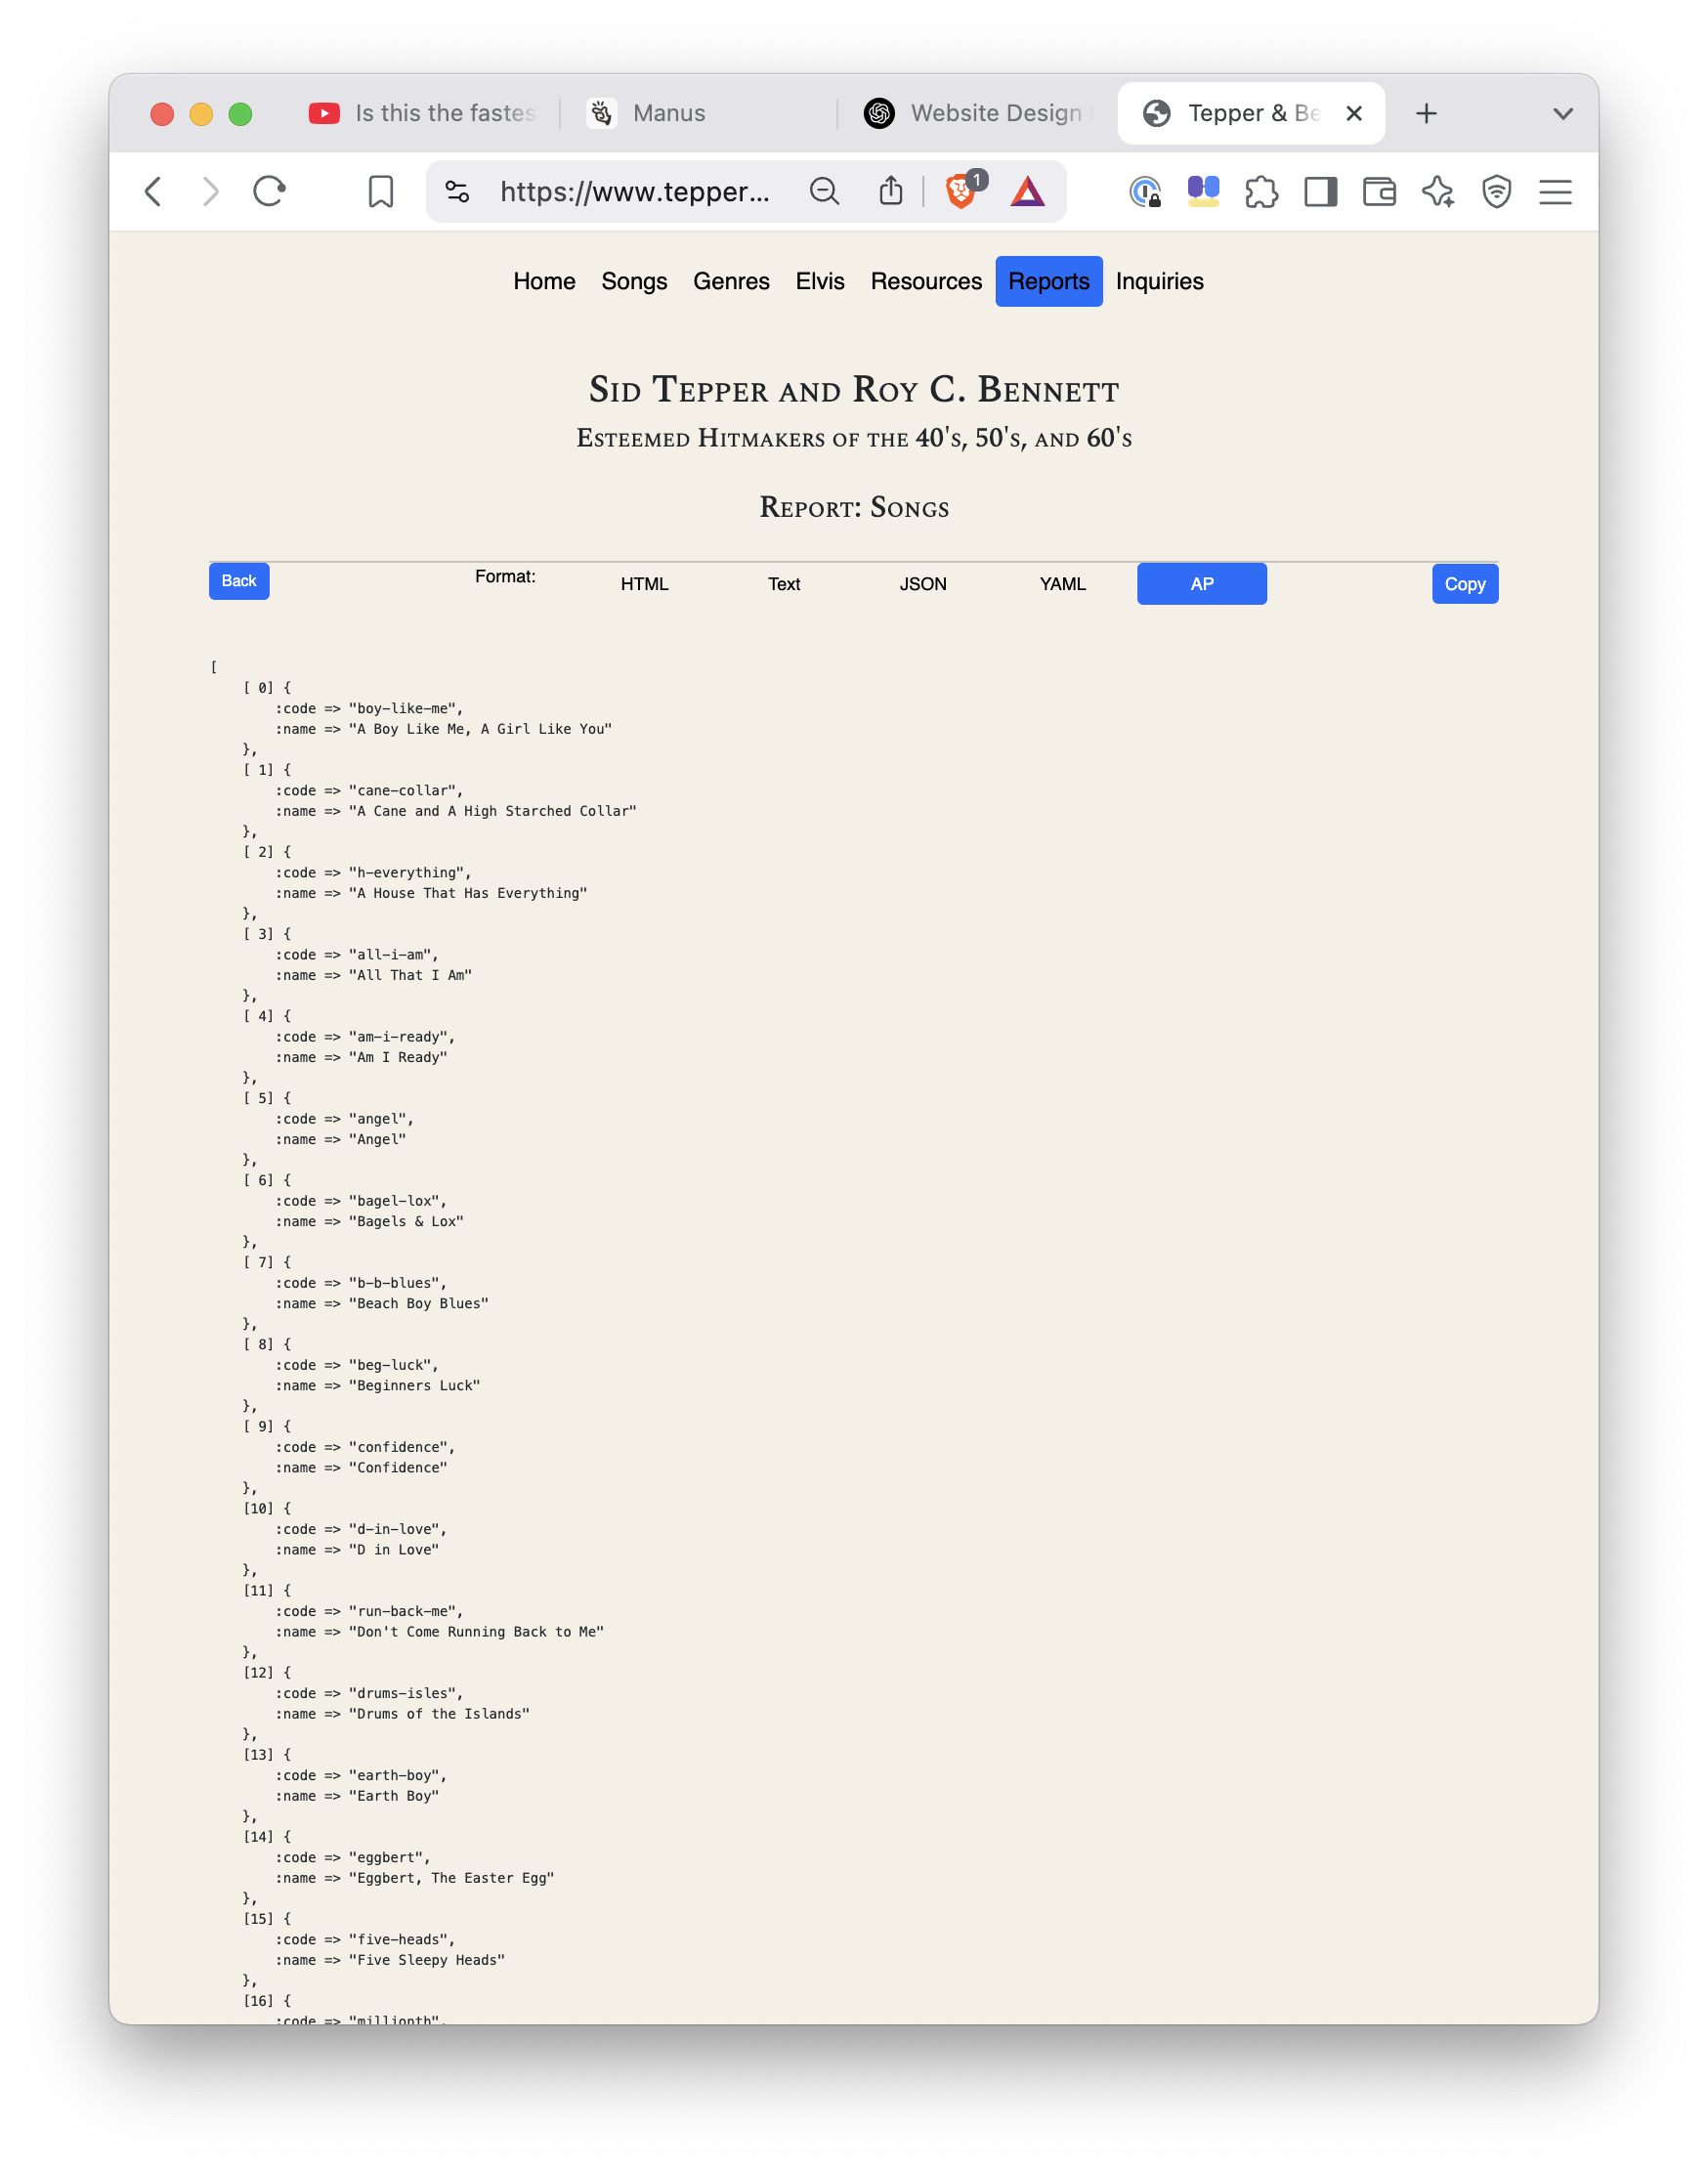 Is this the fastes
Manus
Website Design
Tepper & Be
https://www.tepper...
1
Home Songs Genres Elvis Resources Reports Inquiries
Sid Tepper and Roy C. Bennett
Esteemed Hitmakers of the 40's, 50's, and 60's
Report: Songs
Back Format: HTML Text JSON YAML AP Copy
[
    [ 0] {
        :code => "boy-like-me",
        :name => "A Boy Like Me, A Girl Like You"
    },
    [ 1] {
        :code => "cane-collar",
        :name => "A Cane and A High Starched Collar"
    },
    [ 2] {
        :code => "h-everything",
        :name => "A House That Has Everything"
    },
    [ 3] {
        :code => "all-i-am",
        :name => "All That I Am"
    },
    [ 4] {
        :code => "am-i-ready",
        :name => "Am I Ready"
    },
    [ 5] {
        :code => "angel",
        :name => "Angel"
    },
    [ 6] {
        :code => "bagel-lox",
        :name => "Bagels & Lox"
    },
    [ 7] {
        :code => "b-b-blues",
        :name => "Beach Boy Blues"
    },
    [ 8] {
        :code => "beg-luck",
        :name => "Beginners Luck"
    },
    [ 9] {
        :code => "confidence",
        :name => "Confidence"
    },
    [10] {
        :code => "d-in-love",
        :name => "D in Love"
    },
    [11] {
        :code => "run-back-me",
        :name => "Don't Come Running Back to Me"
    },
    [12] {
        :code => "drums-isles",
        :name => "Drums of the Islands"
    },
    [13] {
        :code => "earth-boy",
        :name => "Earth Boy"
    },
    [14] {
        :code => "eggbert",
        :name => "Eggbert, The Easter Egg"
    },
    [15] {
        :code => "five-heads",
        :name => "Five Sleepy Heads"
    },
    [16] {
        :code => "millionth",